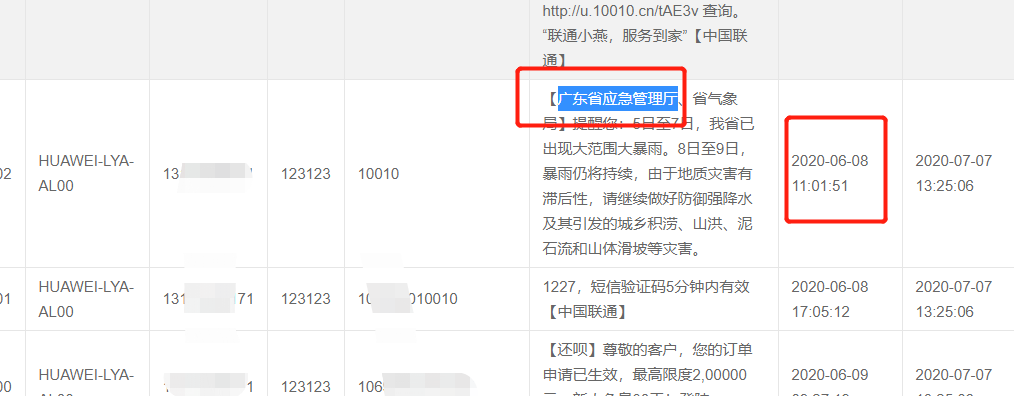 http://u.10010.cn/tAE3v 查询。
“联通小燕，服务到家”【中国联
通】
02
HUAWEI-LYA-
AL00
13
123123
10010
【广东省应急管理厅、省气象
局】提醒您：5日至7日，我省已
出现大范围大暴雨。8日至9日，
暴雨仍将持续，由于地质灾害有
滞后性，请继续做好防御强降水
及其引发的城乡积涝、山洪、泥
石流和山体滑坡等灾害。
2020-06-08
11:01:51
2020-07-07
13:25:06
01
HUAWEI-LYA-
AL00
131 71
123123
10 010010
1227，短信验证码5分钟内有效
【中国联通】
2020-06-08
17:05:12
2020-07-07
13:25:06
00
HUAWEI-LYA-
AL00
13 1
123123
106
【还呗】尊敬的客户，您的订单
申请已生效，最高限度2,00000
2020-06-09
2020-07-07